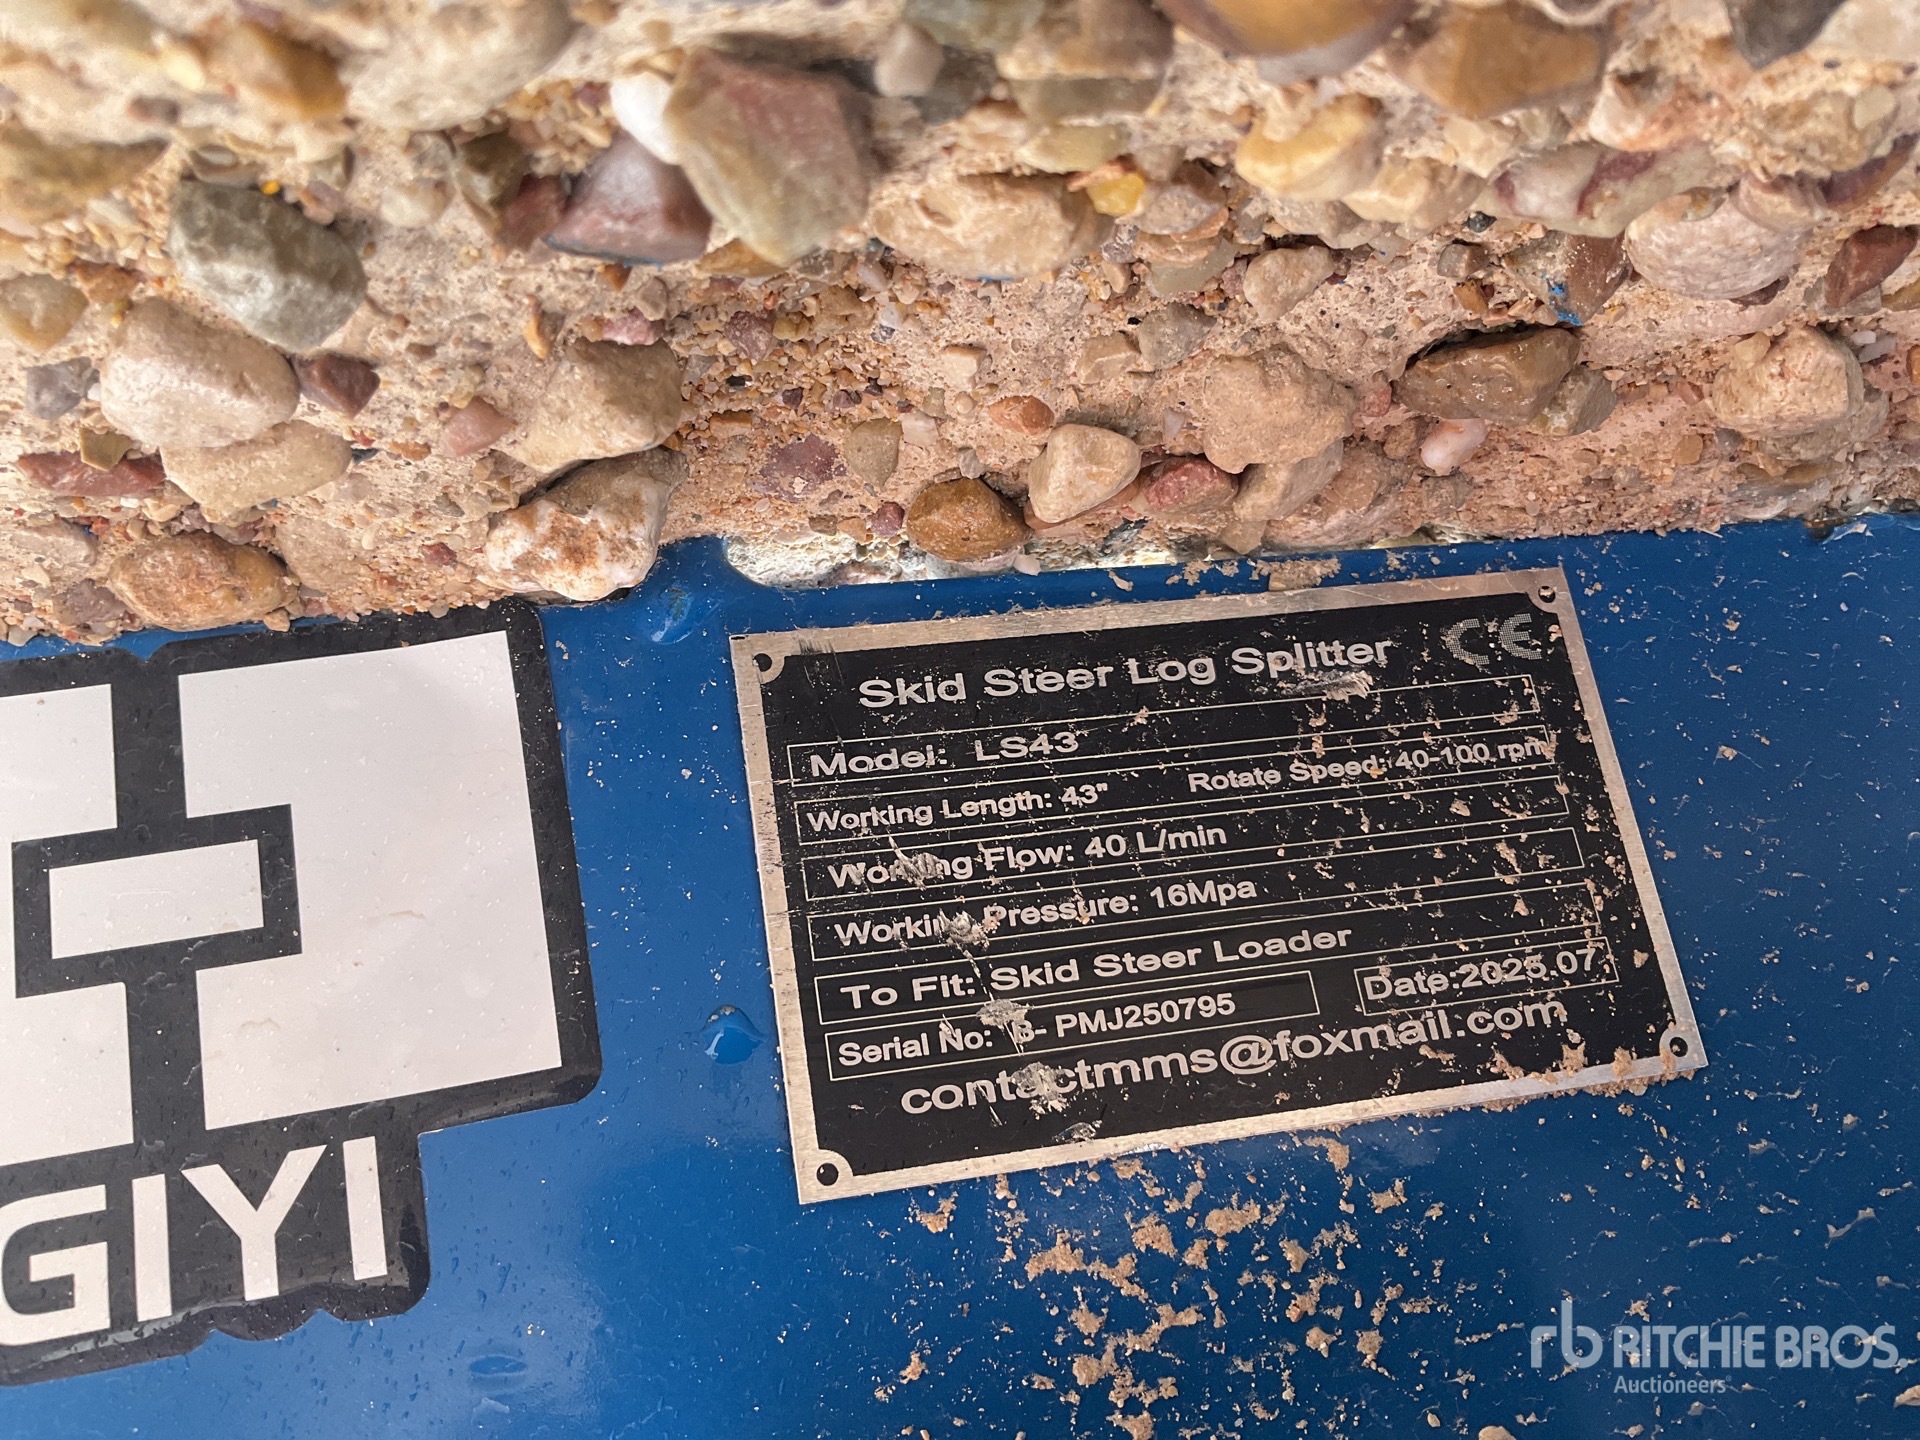 Skid Steer Log Splitter CE
Model: LS43
Working Length: 43" Rotate Speed: 40-100 rpm
Working Flow: 40 L/min
Working Pressure: 16Mpa
To Fit: Skid Steer Loader
Serial No: B- PMJ250795 Date:2025.07
contactmms@foxmail.com
GIYI
rb RITCHIE BROS.
Auctioneers